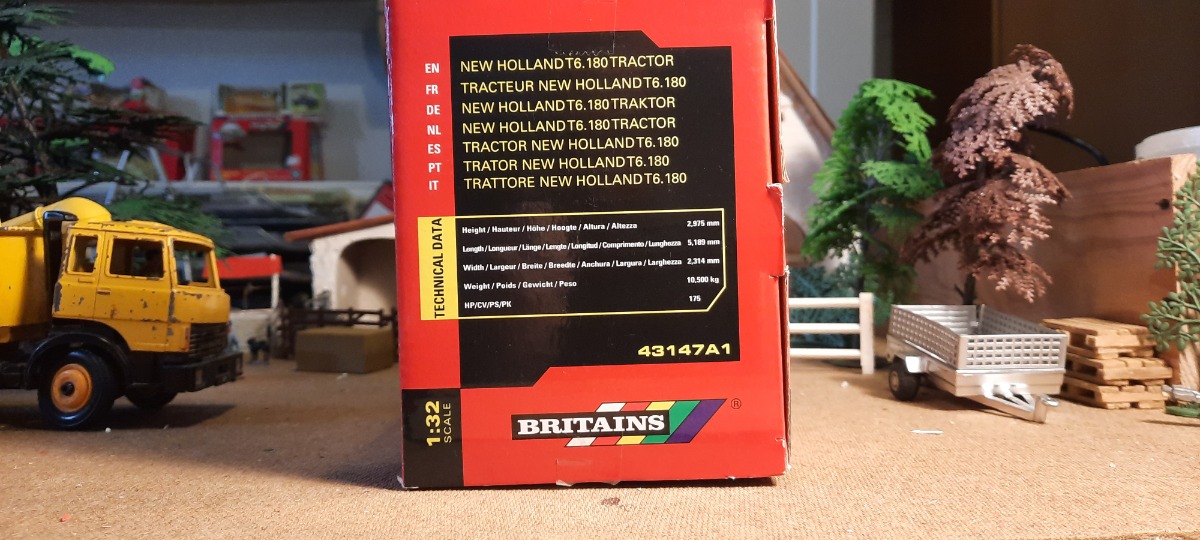 EN NEW HOLLAND T6.180 TRACTOR
FR TRACTEUR NEW HOLLAND T6.180
DE NEW HOLLAND T6.180 TRAKTOR
NL NEW HOLLAND T6.180 TRACTOR
ES TRACTOR NEW HOLLAND T6.180
PT TRATOR NEW HOLLAND T6.180
IT TRATTORE NEW HOLLAND T6.180
TECHNICAL DATA
Height / Hauteur / Höhe / Hoogte / Altura / Altezza 2,975 mm
Length / Longueur / Länge / Lengte / Longitud / Comprimento / Lunghezza 5,189 mm
Width / Largeur / Breite / Breedte / Anchura / Largura / Larghezza 2,314 mm
Weight / Poids / Gewicht / Peso 10,500 kg
HP/CV/PS/PK 175
43147A1
1:32
SCALE
BRITAINS ®